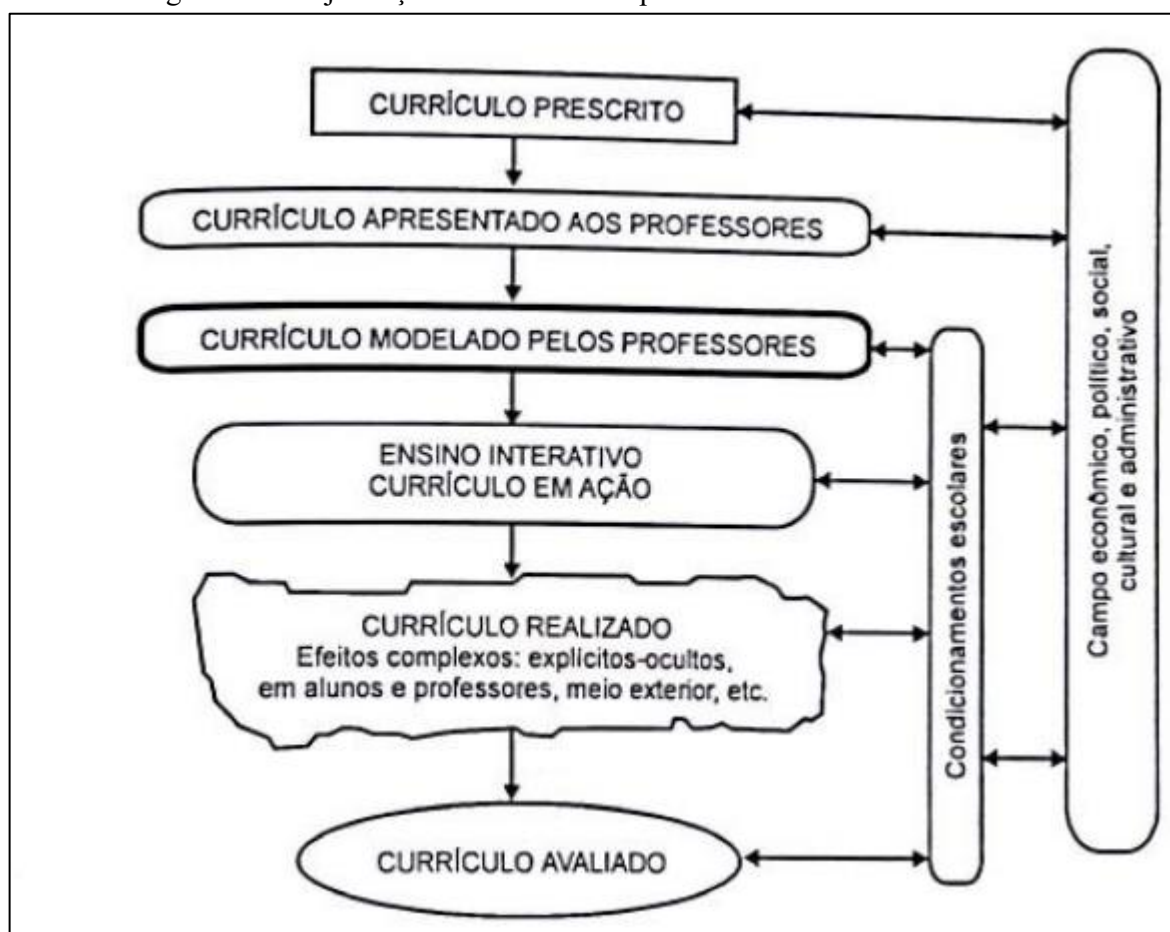 CURRÍCULO PRESCRITO
CURRÍCULO APRESENTADO AOS PROFESSORES
CURRÍCULO MODELADO PELOS PROFESSORES
ENSINO INTERATIVO
CURRÍCULO EM AÇÃO
CURRÍCULO REALIZADO
Efeitos complexos: explícitos-ocultos,
em alunos e professores, meio exterior, etc.
CURRÍCULO AVALIADO
Condicionamentos escolares
Campo econômico, político, social,
cultural e administrativo